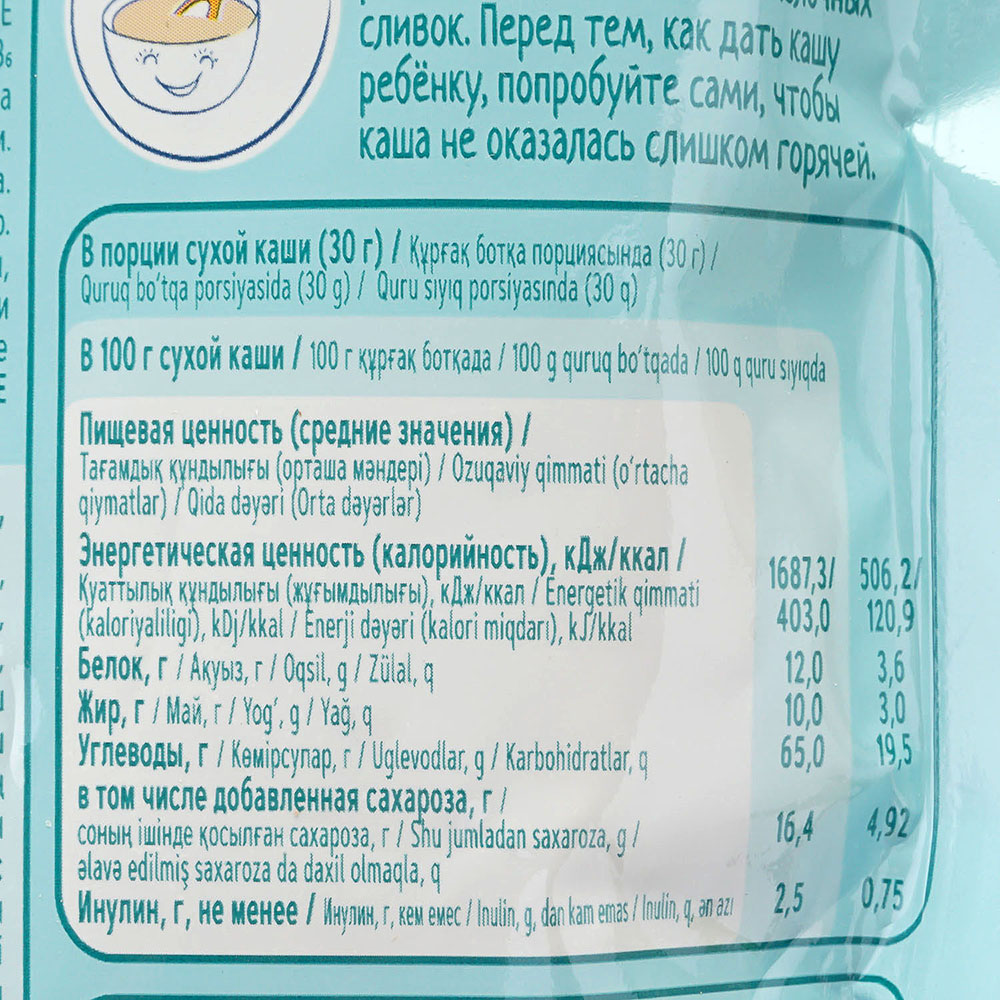 сливок. Перед тем, как дать кашу
ребёнку, попробуйте сами, чтобы
каша не оказалась слишком горячей.
В порции сухой каши (30 г) / Құрғақ ботқа порциясында (30 г) /
Quruq bo'tqa porsiyasida (30 g) / Quru sıyıq porsiyasında (30 q)
В 100 г сухой каши / 100 г құрғақ ботқада / 100 g quruq bo'tqada / 100 q quru sıyıqda
Пищевая ценность (средние значения) /
Тағамдық құндылығы (орташа мәндері) / Ozuqaviy qimmati (o'rtacha
qiymatlar) / Qida dəyəri (Orta dəyərlər)
Энергетическая ценность (калорийность), кДж/ккал / 1687,3/ 506,2/
Қуаттылық құндылығы (жұғымдылығы), кДж/ккал / Energetik qimmati 403,0 120,9
(kaloriyaliligi), kDj/kkal / Enerji dəyəri (kalori miqdarı), kJ/kkal
Белок, г / Ақуыз, г / Oqsil, g / Zülal, q 12,0 3,6
Жир, г / Май, г / Yog', g / Yağ, q 10,0 3,0
Углеводы, г / Көмірсулар, г / Uglevodlar, g / Karbohidratlar, q 65,0 19,5
в том числе добавленная сахароза, г /
соның ішінде қосылған сахароза, г / Shu jumladan saxaroza, g / 16,4 4,92
əlavə edilmiş saxaroza da daxil olmaqla, q
Инулин, г, не менее / Инулин, г, кем емес / Inulin, g, dan kam emas / Inulin, q, ən azı 2,5 0,75